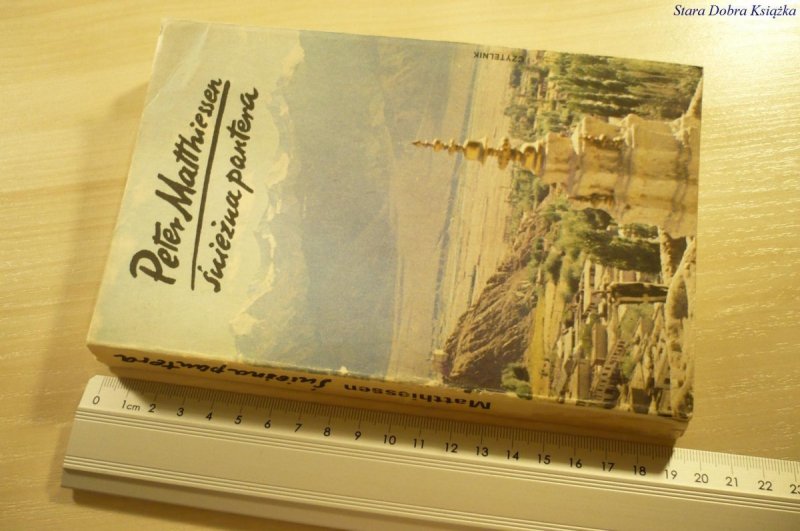 Stara Dobra Książka
Peter Matthiessen
śnieżna pantera
CZYTELNIK
Matthiessen śnieżna pantera
0 1cm 2 3 4 5 6 7 8 9 10 11 12 13 14 15 16 17 18 19 20 21 22 23